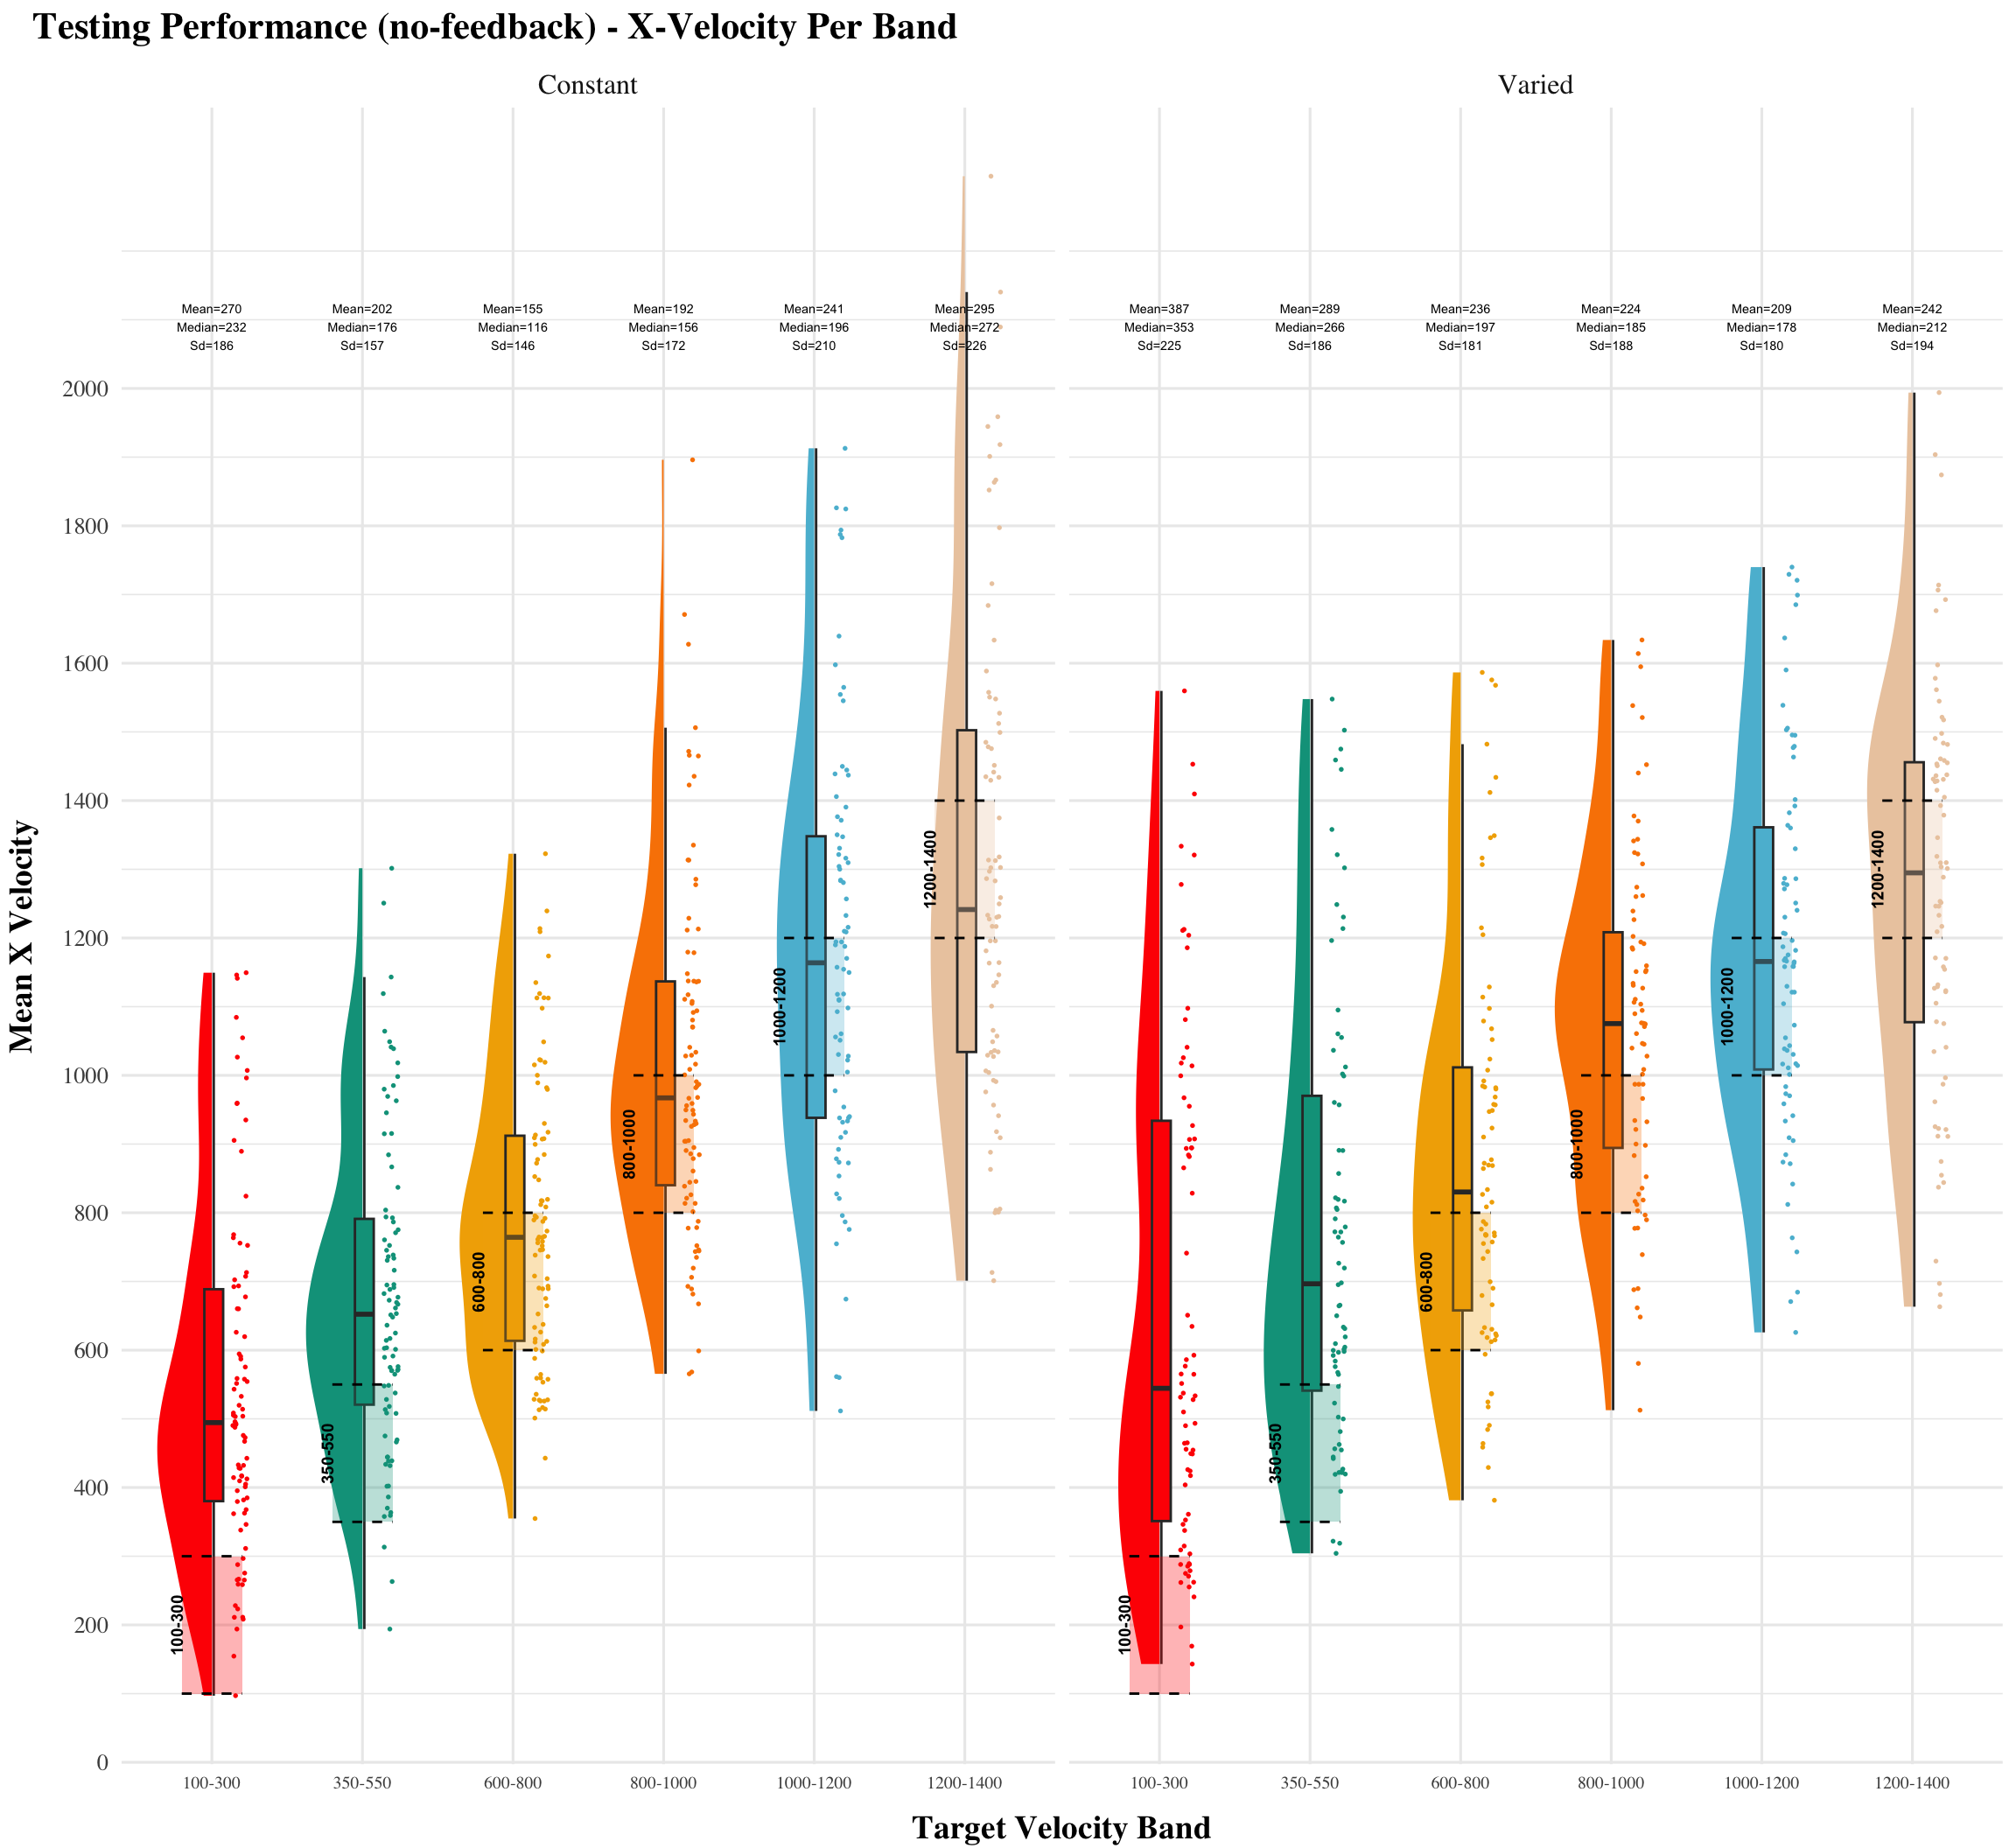 Testing Performance (no-feedback) - X-Velocity Per Band
Constant
Varied
Mean=270
Median=232
Sd=186
Mean=202
Median=176
Sd=157
Mean=155
Median=116
Sd=146
Mean=192
Median=156
Sd=172
Mean=241
Median=196
Sd=210
Mean=295
Median=272
Sd=226
Mean=387
Median=353
Sd=225
Mean=289
Median=266
Sd=186
Mean=236
Median=197
Sd=181
Mean=224
Median=185
Sd=188
Mean=209
Median=178
Sd=180
Mean=242
Median=212
Sd=194
Mean X Velocity
2000
1800
1600
1400
1200
1000
800
600
400
200
0
100-300
350-550
600-800
800-1000
1000-1200
1200-1400
100-300
350-550
600-800
800-1000
1000-1200
1200-1400
100-300
350-550
600-800
800-1000
1000-1200
1200-1400
100-300
350-550
600-800
800-1000
1000-1200
1200-1400
Target Velocity Band